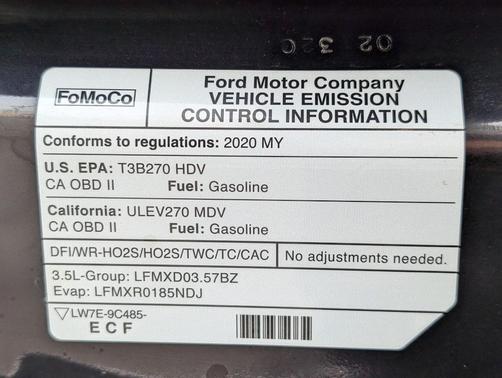 02 320
FoMoCo
Ford Motor Company
VEHICLE EMISSION
CONTROL INFORMATION
Conforms to regulations: 2020 MY
U.S. EPA: T3B270 HDV
CA OBD II Fuel: Gasoline
California: ULEV270 MDV
CA OBD II Fuel: Gasoline
DFI/WR-HO2S/HO2S/TWC/TC/CAC No adjustments needed.
3.5L-Group: LFMXD03.57BZ
Evap: LFMXR0185NDJ
▽LW7E-9C485-
E C F